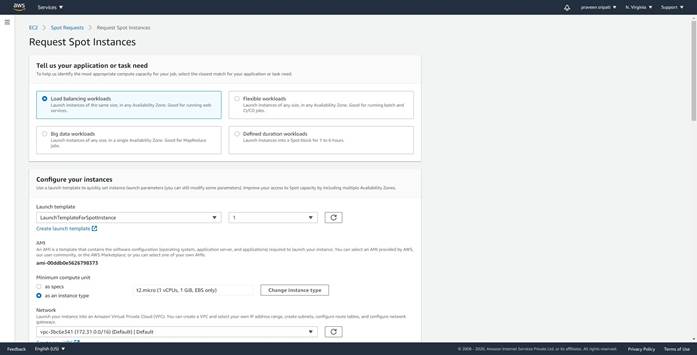 aws Services praveen sripati N. Virginia Support
EC2 Spot Requests Request Spot Instances
Request Spot Instances
Tell us your application or task need
To help us identify the most appropriate compute capacity for your job, select the closest match for your application or task need.
Load balancing workloads
Launch instances of the same size, in any Availability Zone. Good for running web
services.
Flexible workloads
Launch instances of any size, in any Availability Zone. Good for running batch and
CI/CD jobs.
Big data workloads
Launch instances of any size, in a single Availability Zone. Good for MapReduce
jobs.
Defined duration workloads
Launch instances into a Spot block for 1 to 6 hours.
Configure your instances
Use a launch template to quickly set instance launch parameters (you can still modify some parameters). Improve your access to Spot capacity by including multiple Availability Zones.
Launch template
LaunchTemplateForSpotInstance 1
Create launch template
AMI
An AMI is a template that contains the software configuration (operating system, application server, and applications) required to launch your instance. You can select an AMI provided by AWS,
our user community, or the AWS Marketplace; or you can select one of your own AMIs.
ami-00ddb0e5626798373
Minimum compute unit
as specs
as an instance type
t2.micro (1 vCPUs, 1 GiB, EBS only) Change instance type
Network
Launch your instance into an Amazon Virtual Private Cloud (VPC). You can create a VPC and select your own IP address range, create subnets, configure route tables, and configure network
gateways.
vpc-3bc6e341 (172.31.0.0/16) (Default) | Default
Feedback English (US) © 2008 - 2020, Amazon Internet Services Private Ltd. or its affiliates. All rights reserved. Privacy Policy Terms of Use